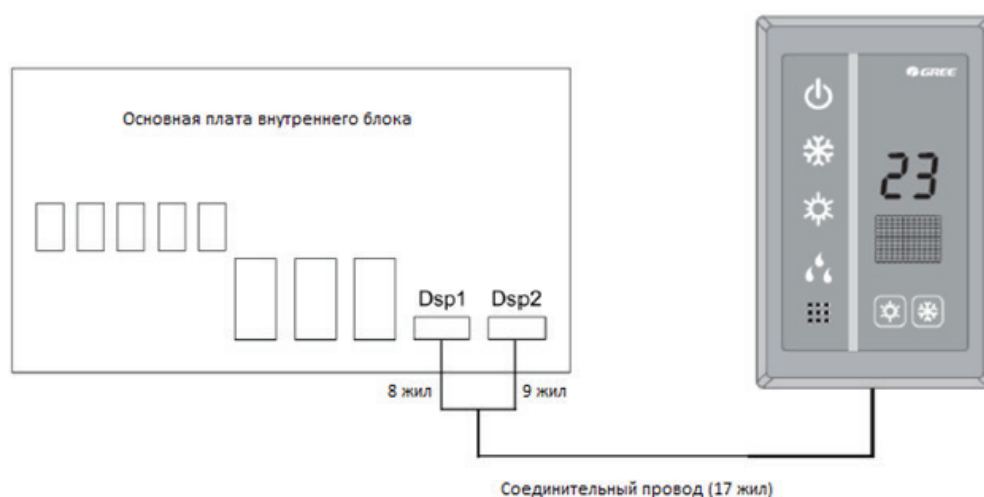 GREE
Основная плата внутреннего блока
23
Dsp1 Dsp2
8 жил 9 жил
Соединительный провод (17 жил)